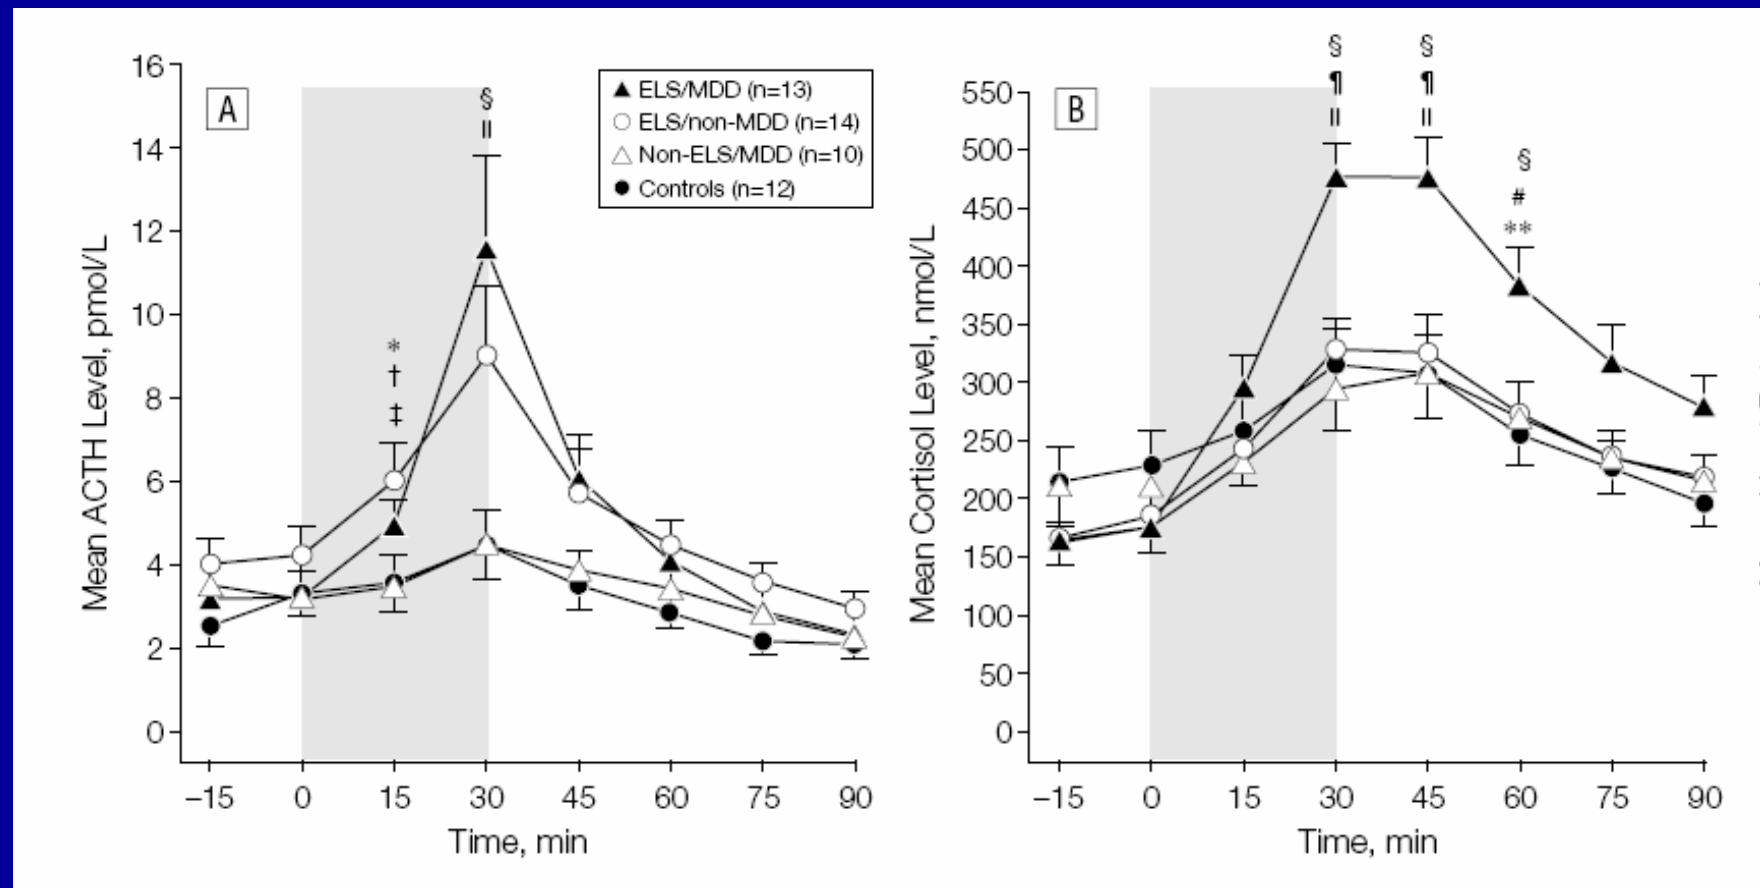 A
16
14
12
10
8
6
4
2
0
Mean ACTH Level, pmol/L
§
||
*
†
‡
ELS/MDD (n=13)
ELS/non-MDD (n=14)
Non-ELS/MDD (n=10)
Controls (n=12)
−15 0 15 30 45 60 75 90
Time, min
B
550
500
450
400
350
300
250
200
150
100
50
0
Mean Cortisol Level, nmol/L
§
¶
||
§
¶
||
§
#
**
−15 0 15 30 45 60 75 90
Time, min